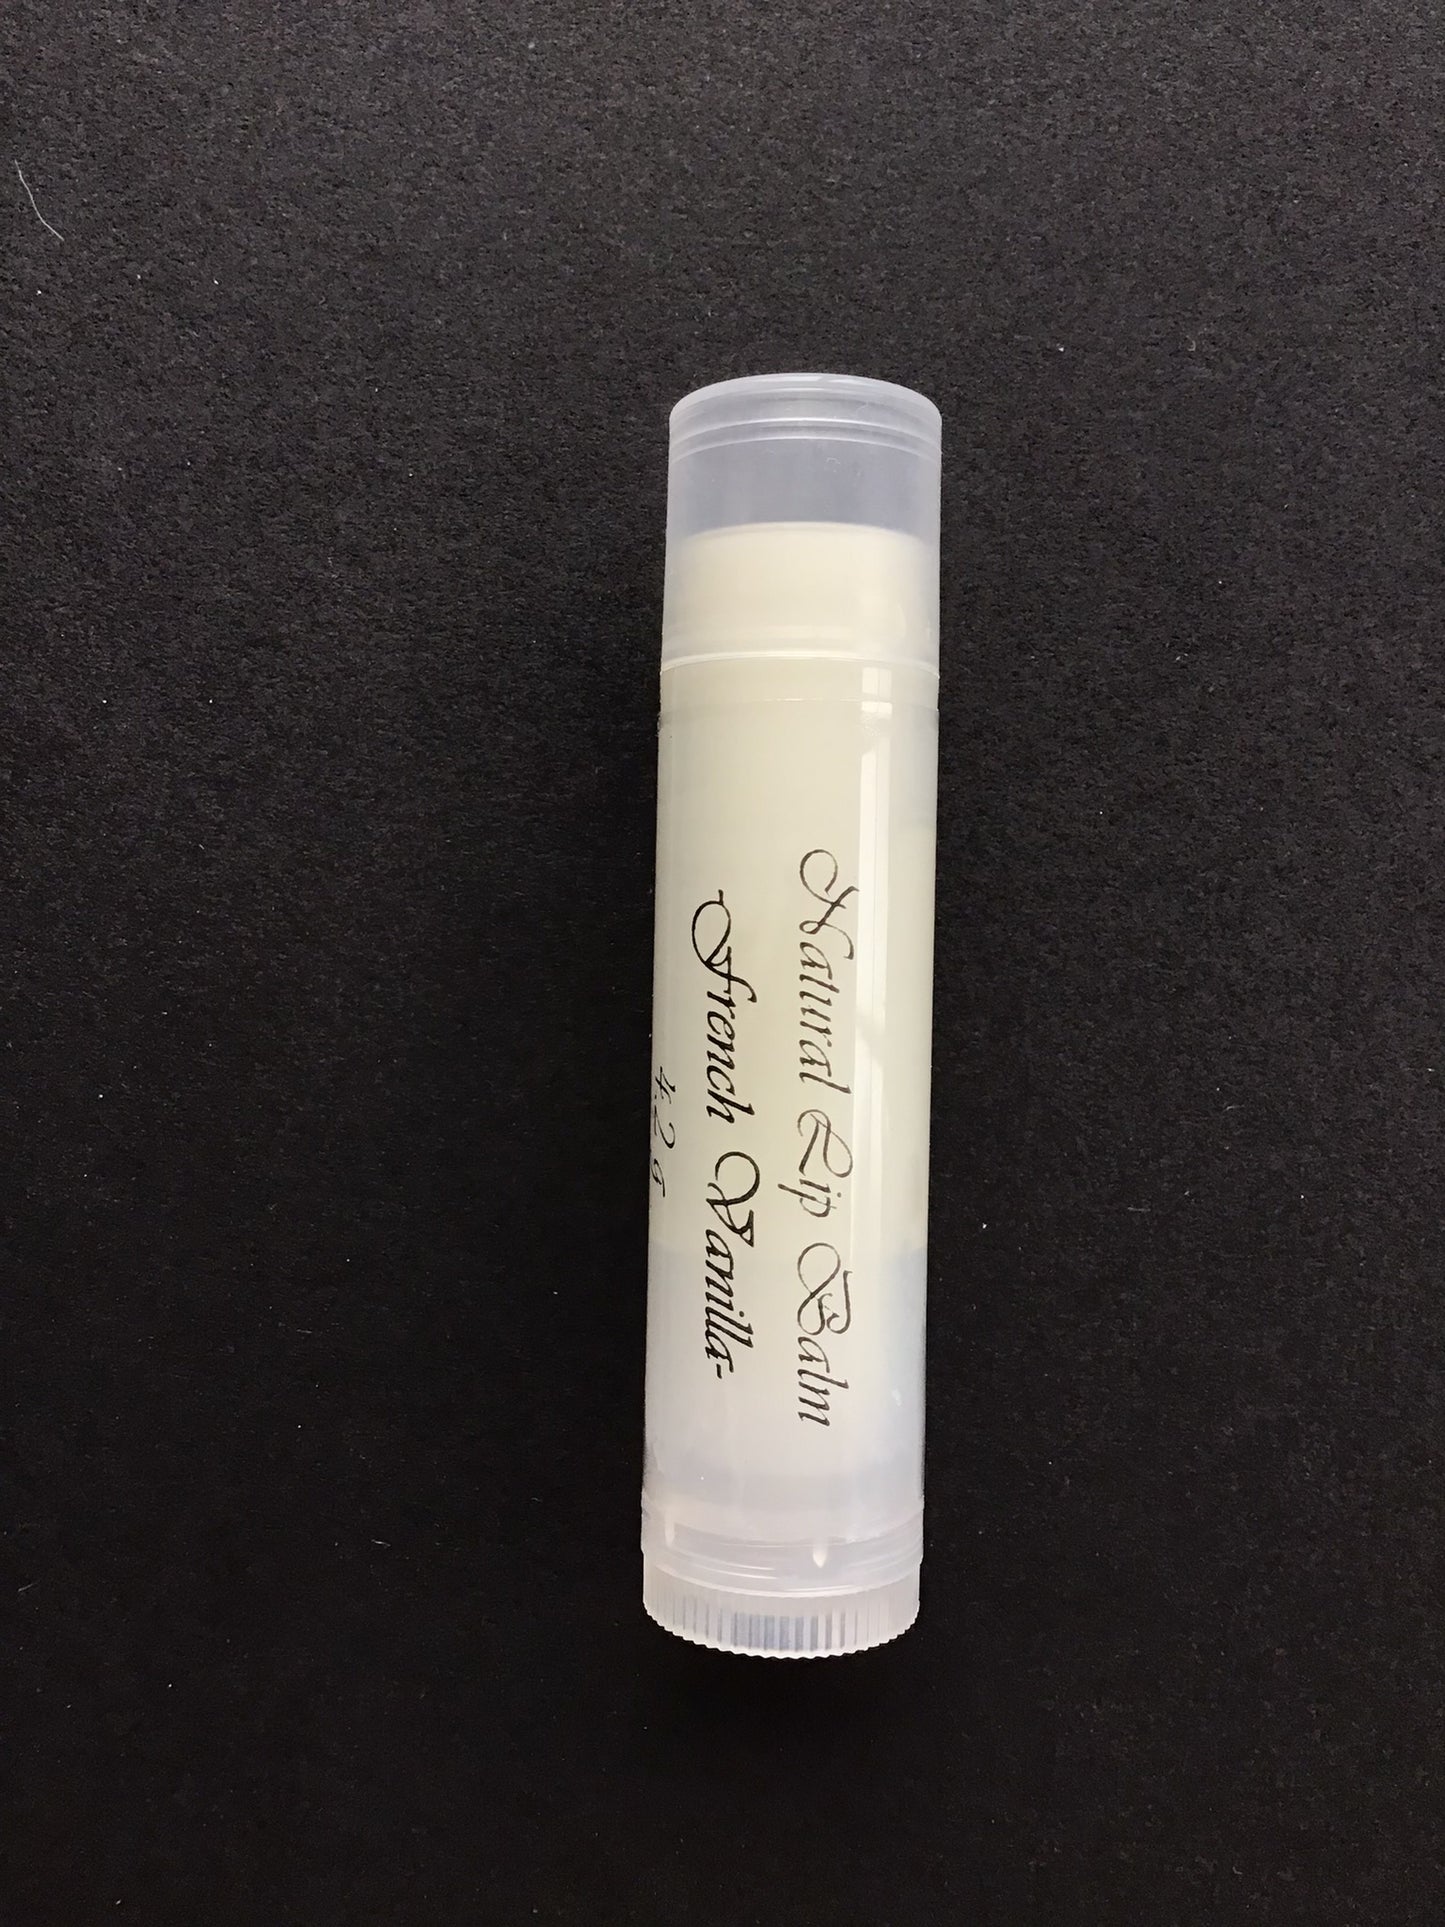 Natural Lip Balm
-French Vanilla-
4.2 G